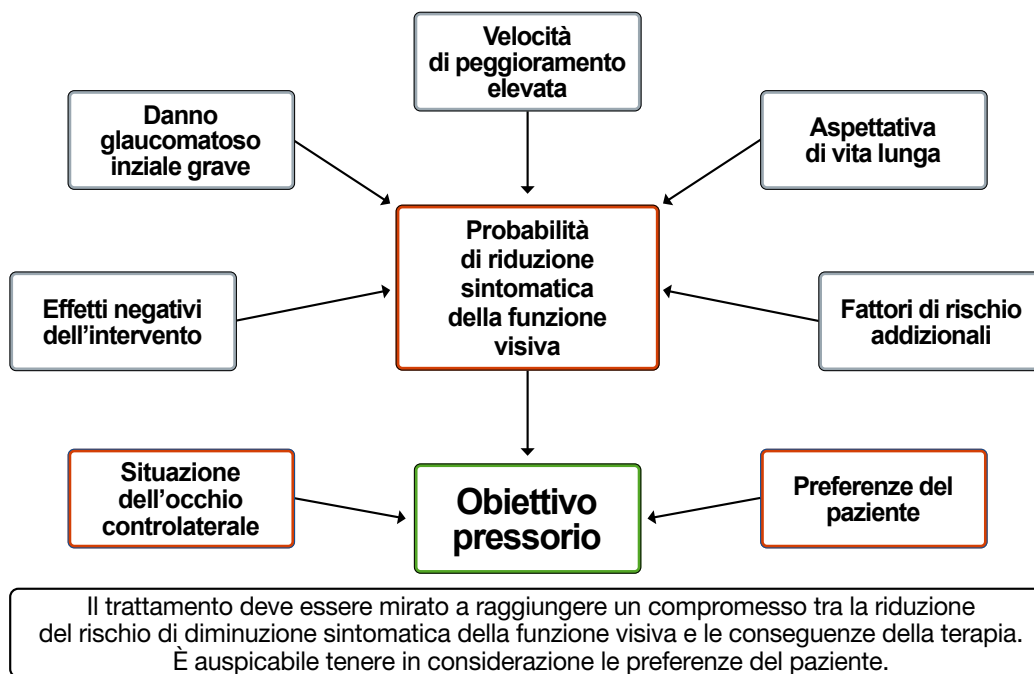 Velocità
di peggioramento
elevata
Danno
glaucomatoso
inziale grave
Aspettativa
di vita lunga
Probabilità
di riduzione
sintomatica
della funzione
visiva
Effetti negativi
dell’intervento
Fattori di rischio
addizionali
Situazione
dell’occhio
controlaterale
Obiettivo
pressorio
Preferenze del
paziente
Il trattamento deve essere mirato a raggiungere un compromesso tra la riduzione
del rischio di diminuzione sintomatica della funzione visiva e le conseguenze della terapia.
È auspicabile tenere in considerazione le preferenze del paziente.